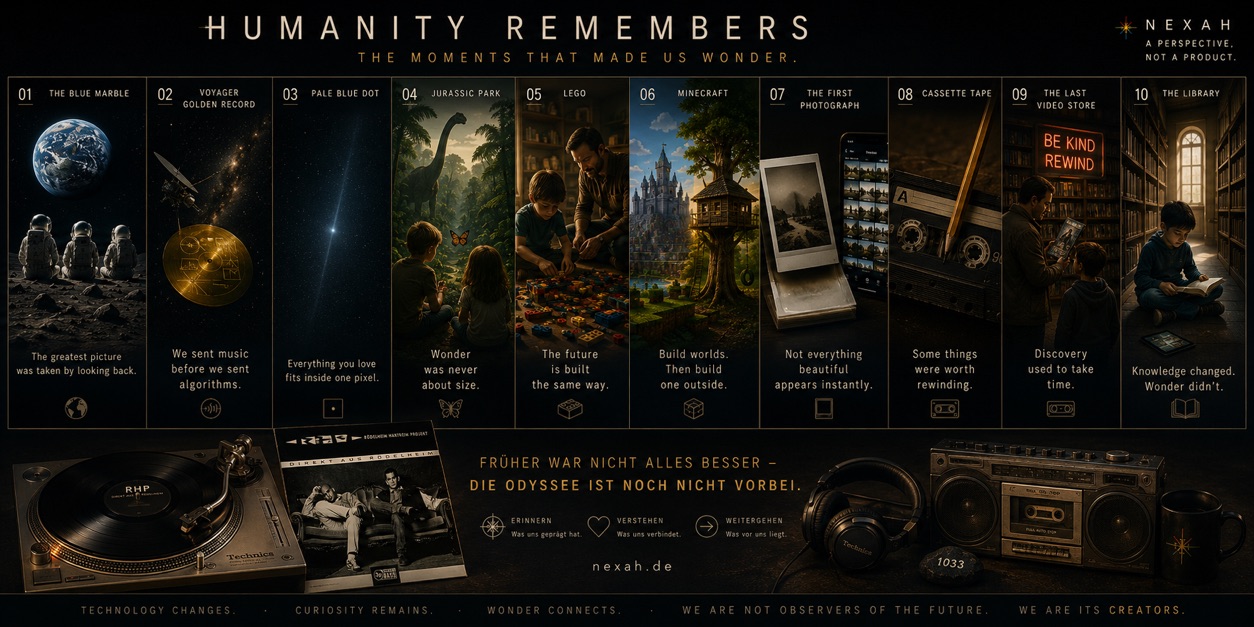 HUMANITY REMEMBERS
THE MOMENTS THAT MADE US WONDER.
NEXAH
A PERSPECTIVE,
NOT A PRODUCT.
01 THE BLUE MARBLE
The greatest picture
was taken by looking back.
02 VOYAGER
GOLDEN RECORD
We sent music
before we sent
algorithms.
03 PALE BLUE DOT
Everything you love
fits inside one pixel.
04 JURASSIC PARK
Wonder
was never
about size.
05 LEGO
The future
is built
the same way.
06 MINECRAFT
Build worlds.
Then build
one outside.
07 THE FIRST
PHOTOGRAPH
Not everything
beautiful
appears instantly.
08 CASSETTE TAPE
A
Some things
were worth
rewinding.
09 THE LAST
VIDEO STORE
BE KIND
REWIND
Discovery
used to take
time.
10 THE LIBRARY
Knowledge changed.
Wonder didn't.
RHP
Technics
RÖDELHEIM HARTREIM PROJEKT
DIREKT AUS RÖDELHEIM
FRÜHER WAR NICHT ALLES BESSER –
DIE ODYSSEE IST NOCH NICHT VORBEI.
ERINNERN
Was uns geprägt hat.
VERSTEHEN
Was uns verbindet.
WEITERGEHEN
Was vor uns liegt.
nexah.de
Technics
1033
TECHNOLOGY CHANGES. · CURIOSITY REMAINS. · WONDER CONNECTS. · WE ARE NOT OBSERVERS OF THE FUTURE. WE ARE ITS CREATORS.